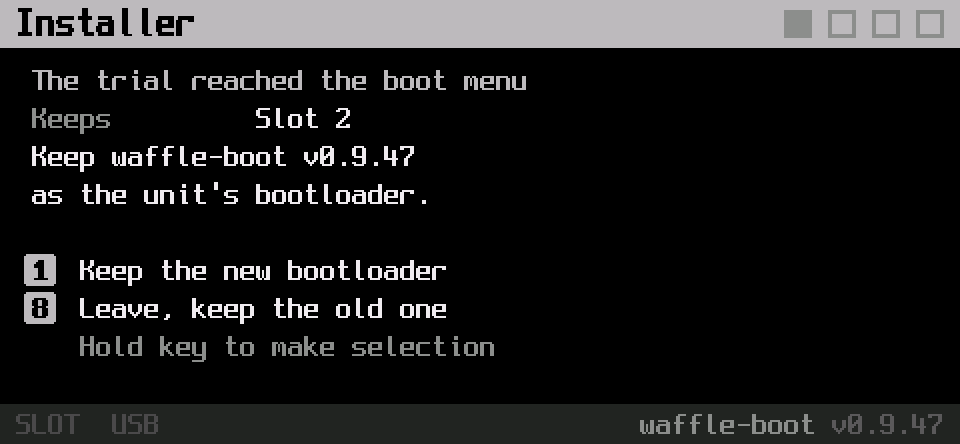 Installer
The trial reached the boot menu
Keeps Slot 2
Keep waffle-boot v0.9.47
as the unit's bootloader.
1 Keep the new bootloader
8 Leave, keep the old one
Hold key to make selection
SLOT USB waffle-boot v0.9.47